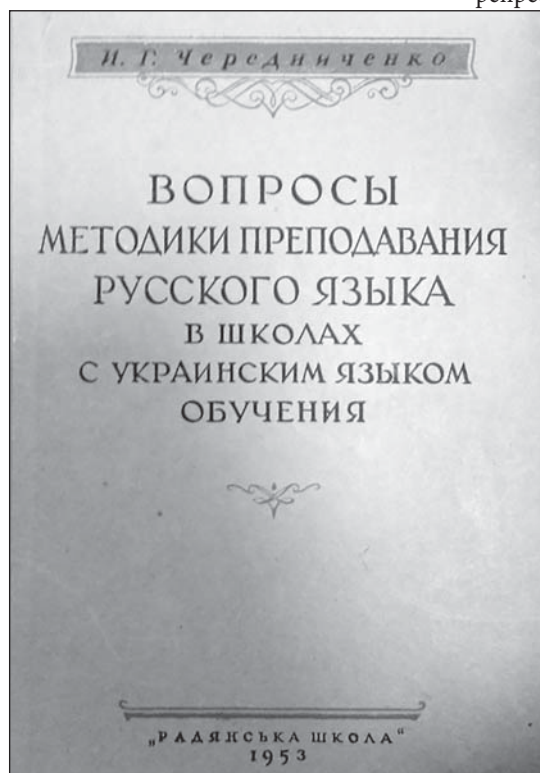 И. Г. Чередниченко
ВОПРОСЫ
МЕТОДИКИ ПРЕПОДАВАНИЯ
РУССКОГО ЯЗЫКА
В ШКОЛАХ
С УКРАИНСКИМ ЯЗЫКОМ
ОБУЧЕНИЯ
„РАДЯНСЬКА ШКОЛА“
1953